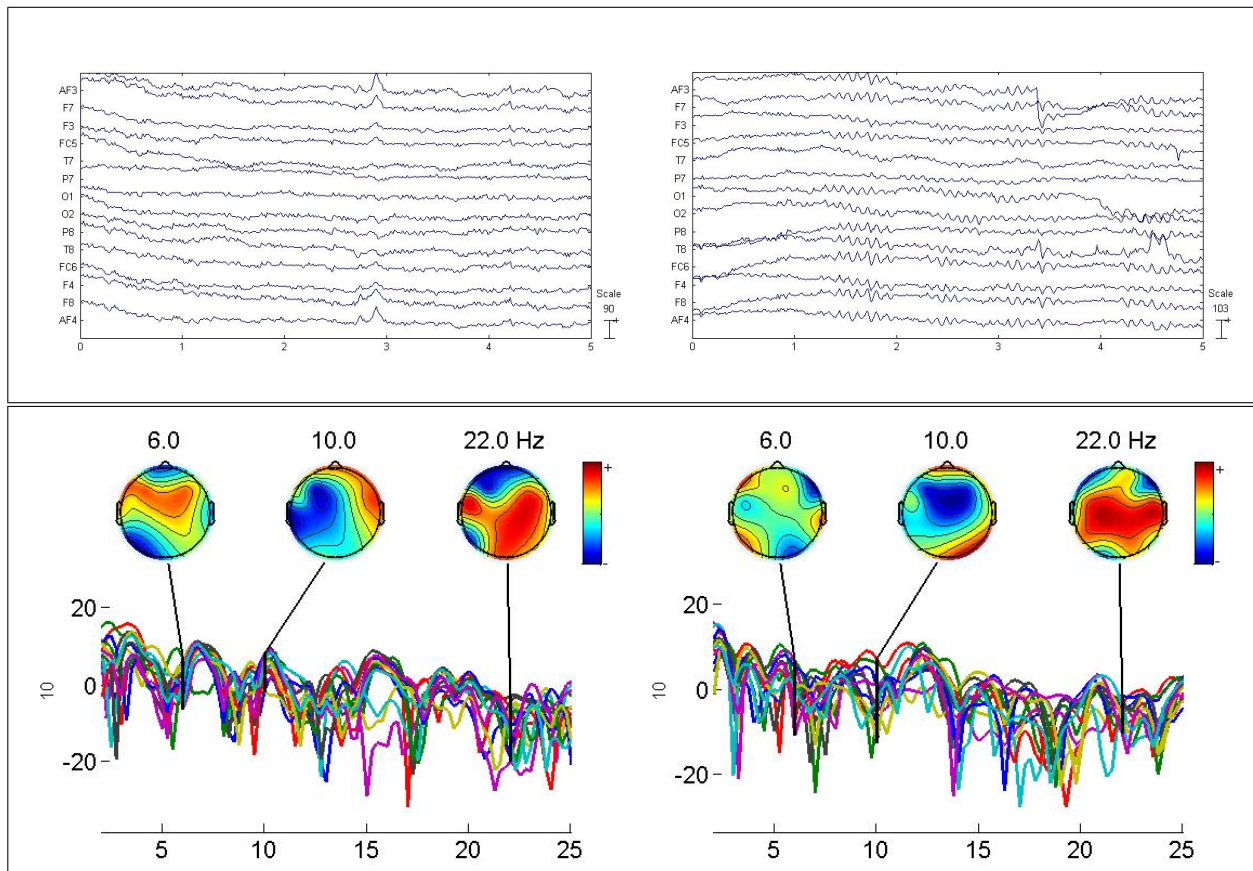 AF3
F7
F3
FC5
T7
P7
O1
O2
P8
T8
FC6
F4
F8
AF4
0 1 2 3 4 5
Scale
90
+
AF3
F7
F3
FC5
T7
P7
O1
O2
P8
T8
FC6
F4
F8
AF4
0 1 2 3 4 5
Scale
103
+
6.0 10.0 22.0 Hz
+
-
20
0
-20
10
5 10 15 20 25
6.0 10.0 22.0 Hz
+
-
20
0
-20
10
5 10 15 20 25